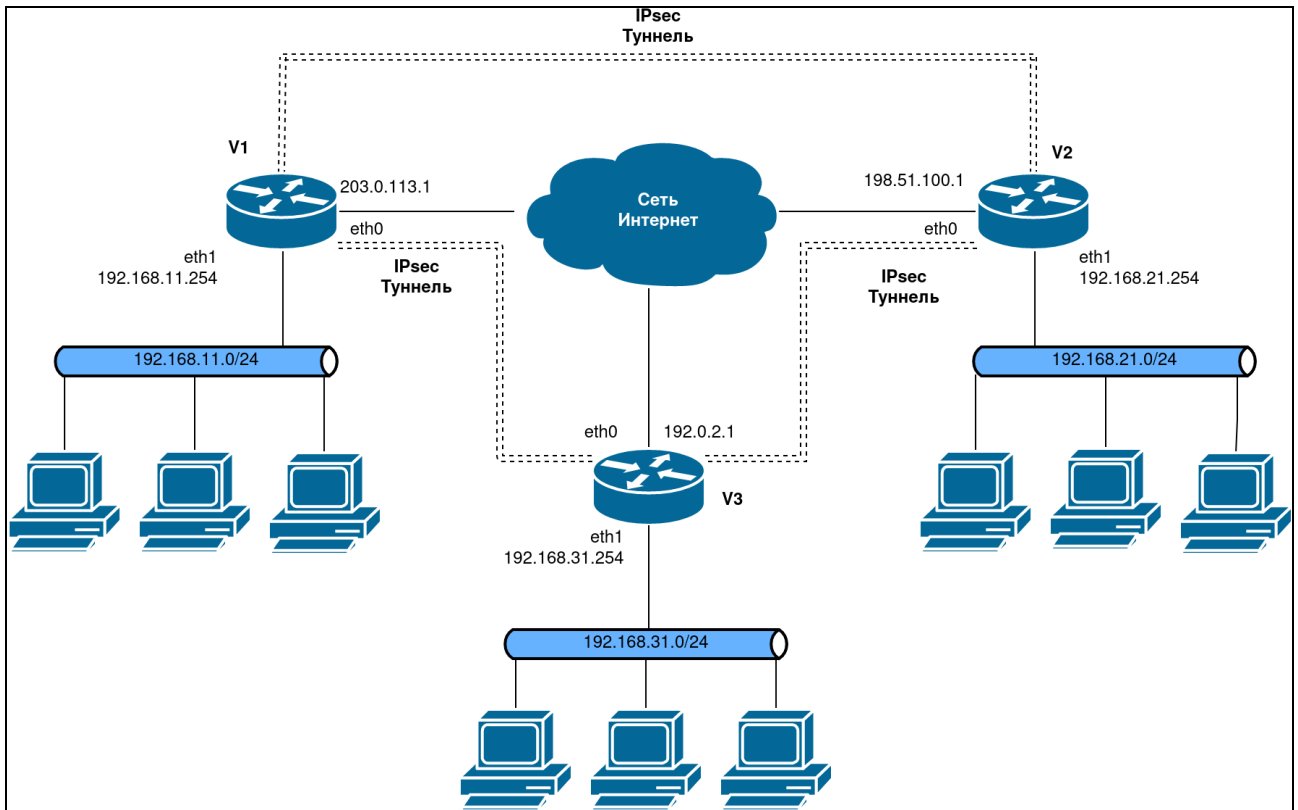 IPsec
Туннель
V1
V2
203.0.113.1
Сеть
Интернет
198.51.100.1
eth0
eth0
eth1
192.168.11.254
IPsec
Туннель
IPsec
Туннель
eth1
192.168.21.254
192.168.11.0/24
192.168.21.0/24
eth0
192.0.2.1
V3
eth1
192.168.31.254
192.168.31.0/24